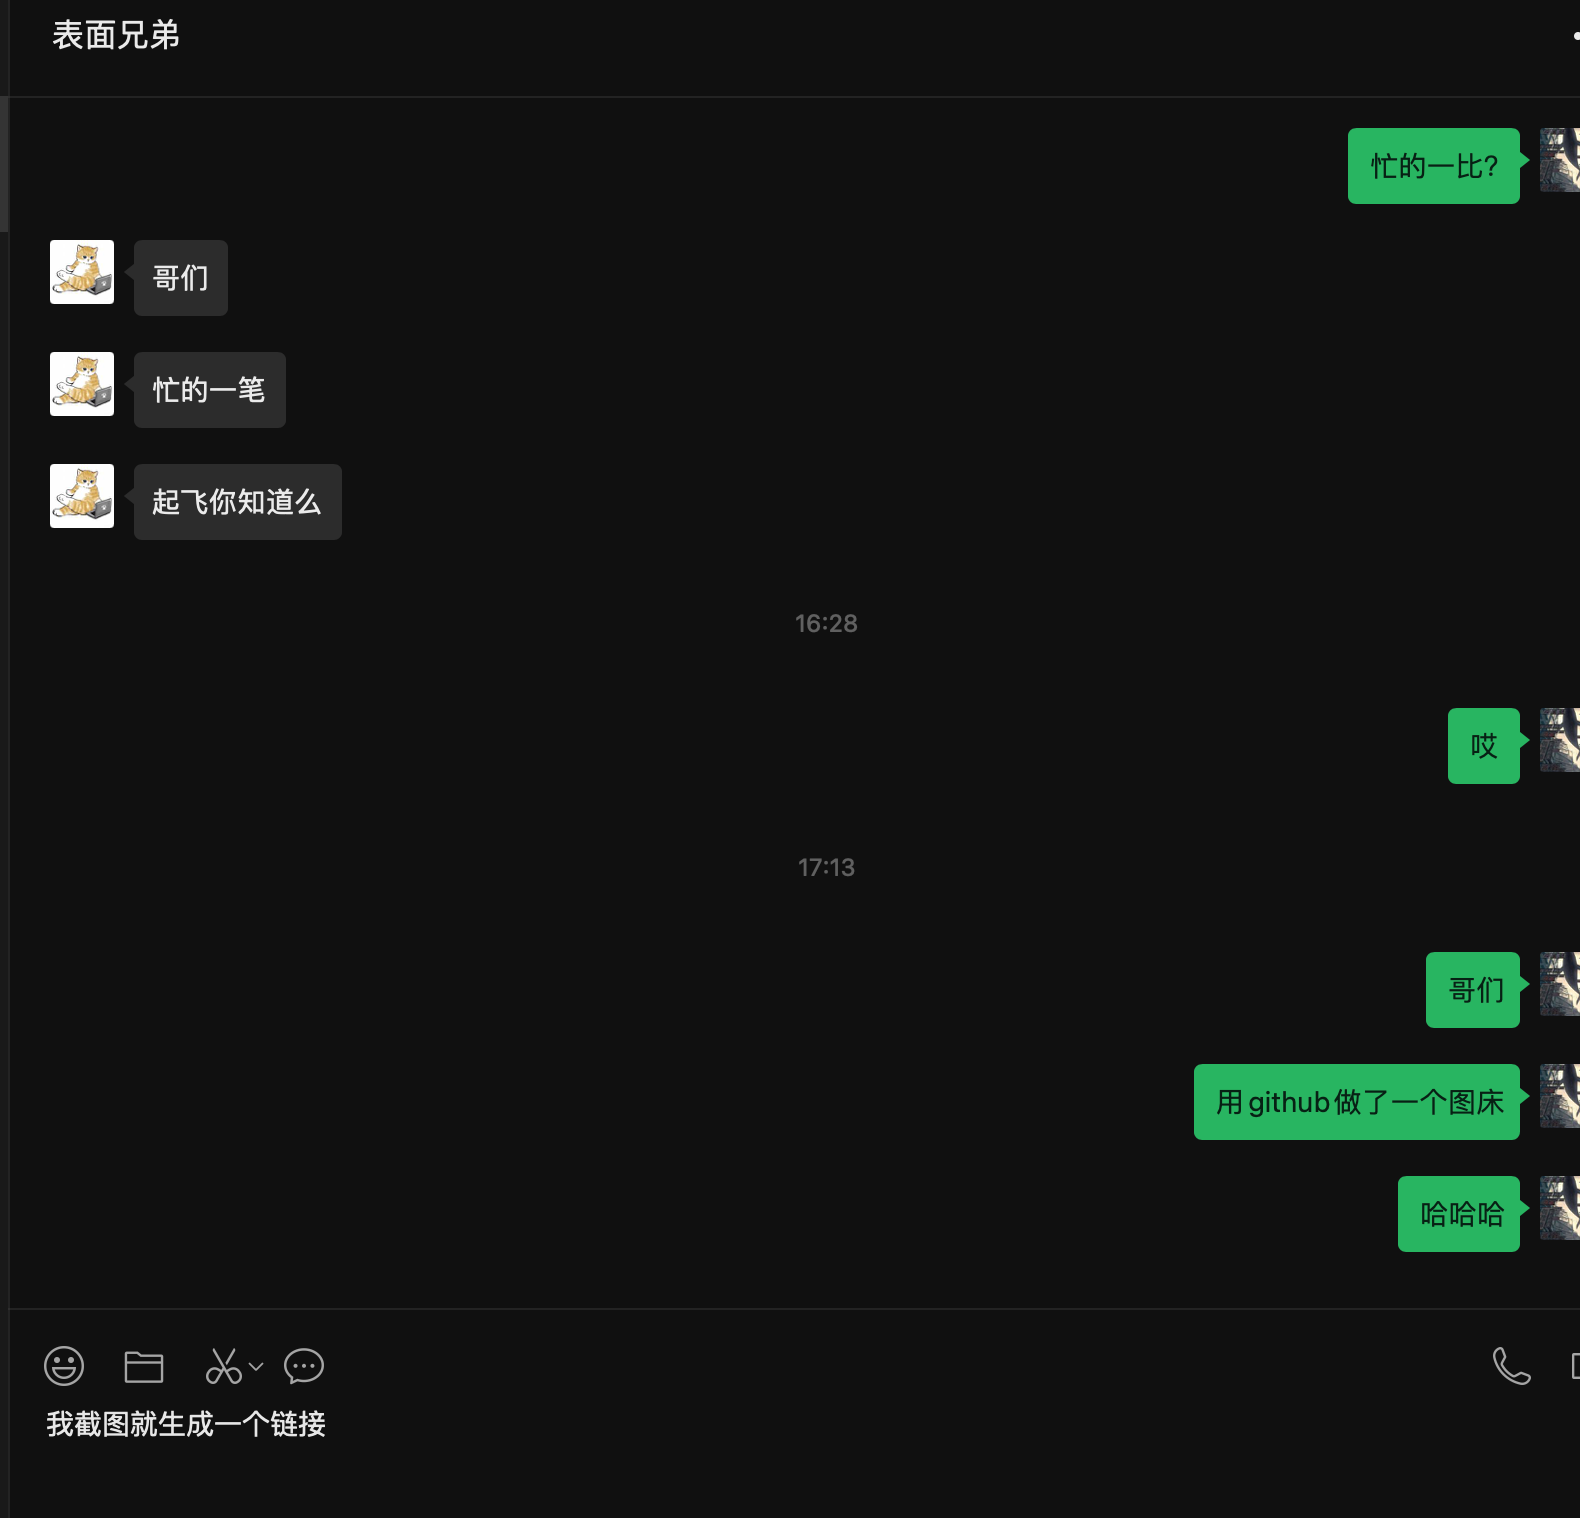 表面兄弟
忙的一比?
哥们
忙的一笔
起飞你知道么
16:28
哎
17:13
哥们
用github做了一个图床
哈哈哈
我截图就生成一个链接